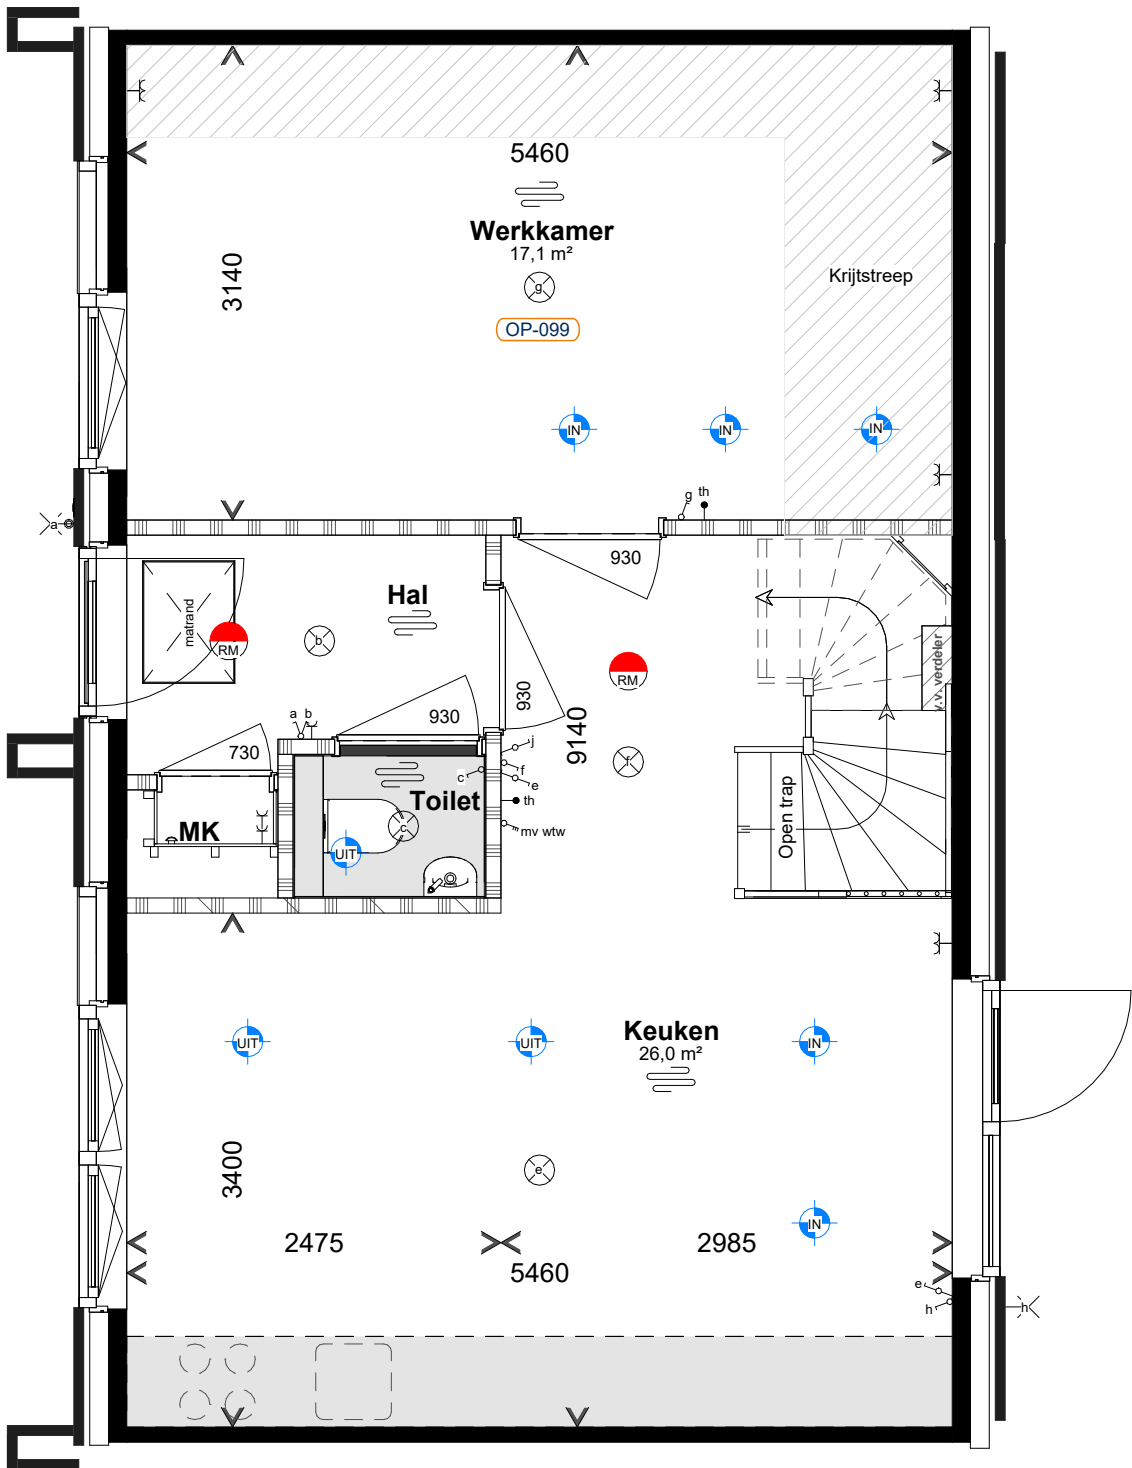 5460
Werkkamer
17,1 m²
3140
Krijtstreep
g
OP-099
IN
IN
IN
g
th
a
930
Hal
matrand
RM
b
RM
930
v.v. verdeler
a
b
930
9140
730
j
f
c
e
f
Toilet
th
Open trap
MK
c
mv wtw
UIT
Keuken
26,0 m²
UIT
UIT
IN
3400
e
IN
2475
2985
5460
e
h
h